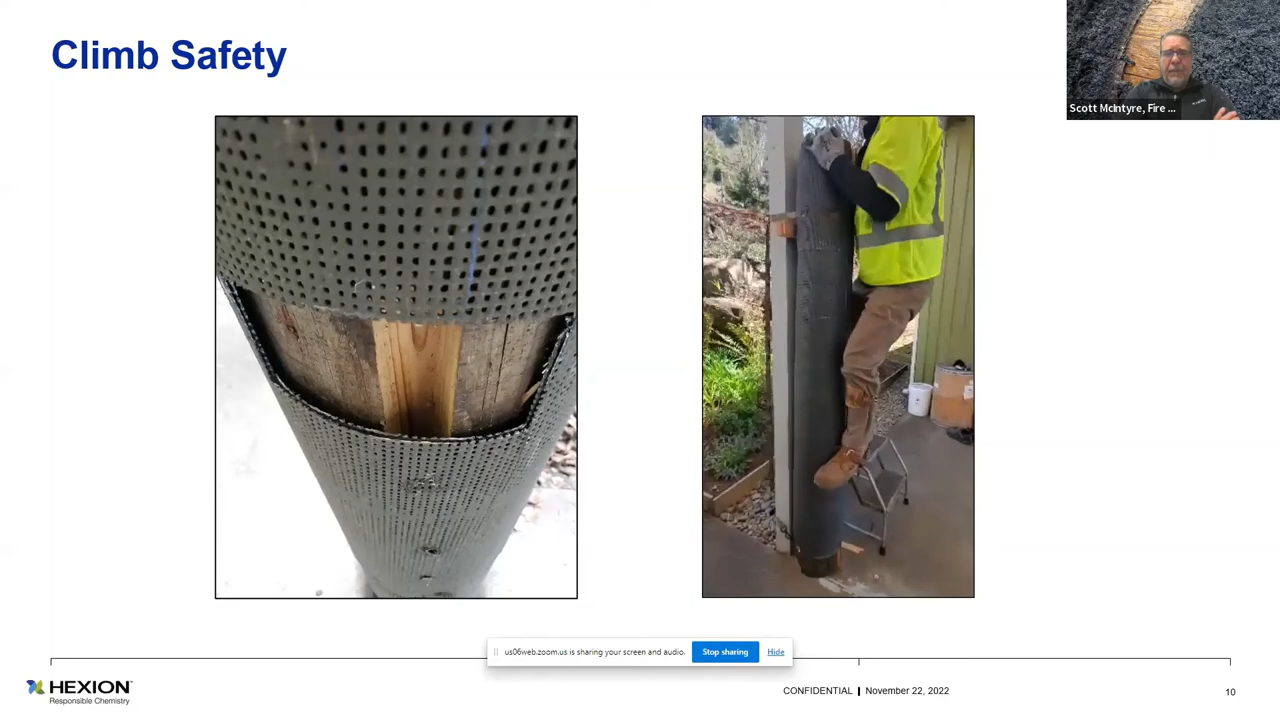 Climb Safety
Scott McIntyre, Fire ...
us06web.zoom.us is sharing your screen and audio.
Stop sharing
Hide
HEXION
Responsible Chemistry
CONFIDENTIAL | November 22, 2022
10